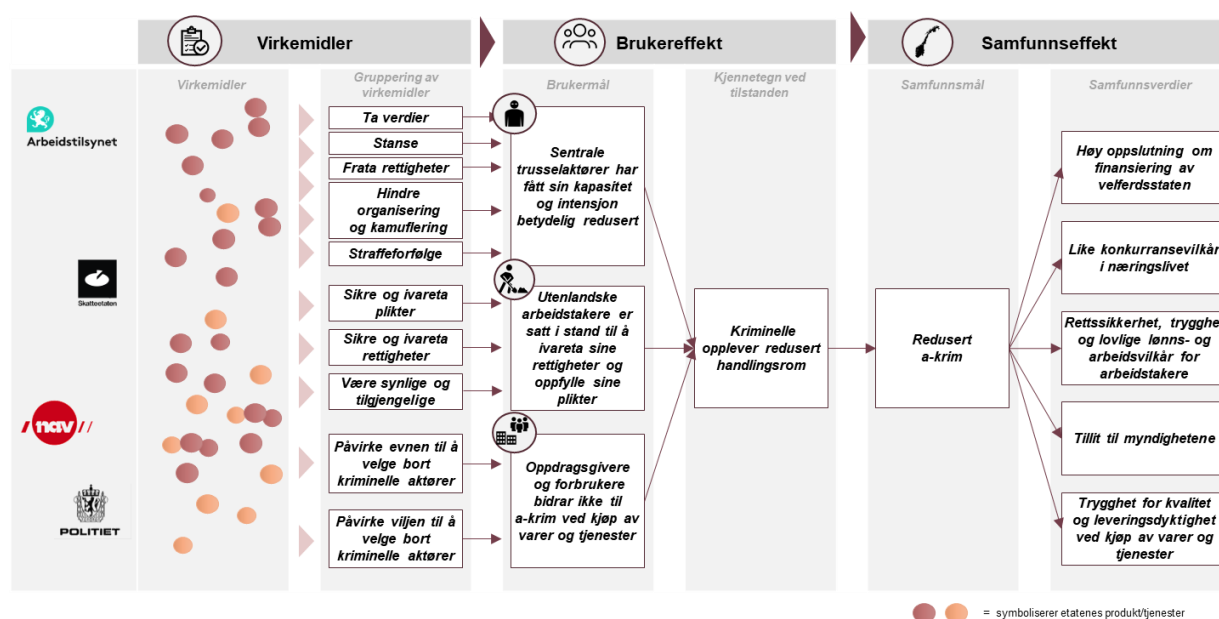 Virkemidler
Brukereffekt
Samfunnseffekt
Virkemidler
Gruppering av
virkemidler
Brukermål
Kjennetegn ved
tilstanden
Samfunnsmål
Samfunnsverdier
Arbeidstilsynet
Skatteetaten
nav
POLITIET
Ta verdier
Stanse
Frata rettigheter
Hindre
organisering
og kamuflering
Straffeforfølge
Sikre og ivareta
plikter
Sikre og ivareta
rettigheter
Være synlige og
tilgjengelige
Påvirke evnen til å
velge bort
kriminelle aktører
Påvirke viljen til å
velge bort
kriminelle aktører
Sentrale
trusselaktører har
fått sin kapasitet
og intensjon
betydelig redusert
Utenlandske
arbeidstakere er
satt i stand til å
ivareta sine
rettigheter og
oppfylle sine
plikter
Oppdragsgivere
og forbrukere
bidrar ikke til
a-krim ved kjøp av
varer og tjenester
Kriminelle
opplever redusert
handlingsrom
Redusert
a-krim
Høy oppslutning om
finansiering av
velferdsstaten
Like konkurransevilkår
i næringslivet
Rettssikkerhet, trygghet
og lovlige lønns- og
arbeidsvilkår for
arbeidstakere
Tillit til myndighetene
Trygghet for kvalitet
og leveringsdyktighet
ved kjøp av varer og
tjenester
= symboliserer etatenes produkt/tjenester